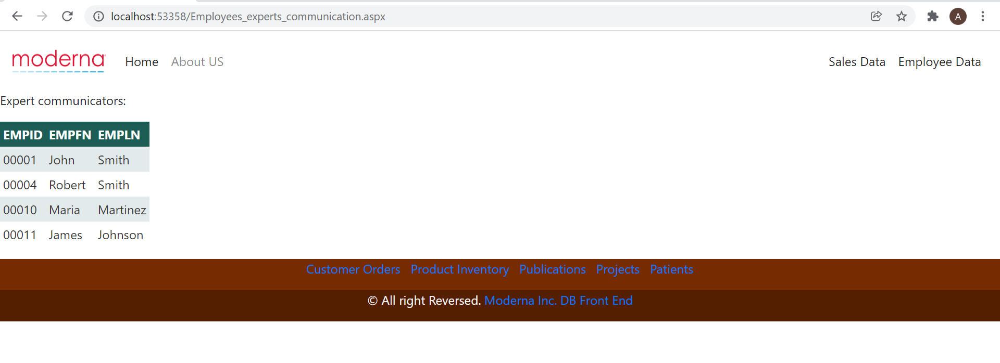 localhost:53358/Employees_experts_communication.aspx
A
moderna Home About US Sales Data Employee Data
Expert communicators:
EMPID EMPFN EMPLN
00001 John Smith
00004 Robert Smith
00010 Maria Martinez
00011 James Johnson
Customer Orders Product Inventory Publications Projects Patients
© All right Reversed. Moderna Inc. DB Front End